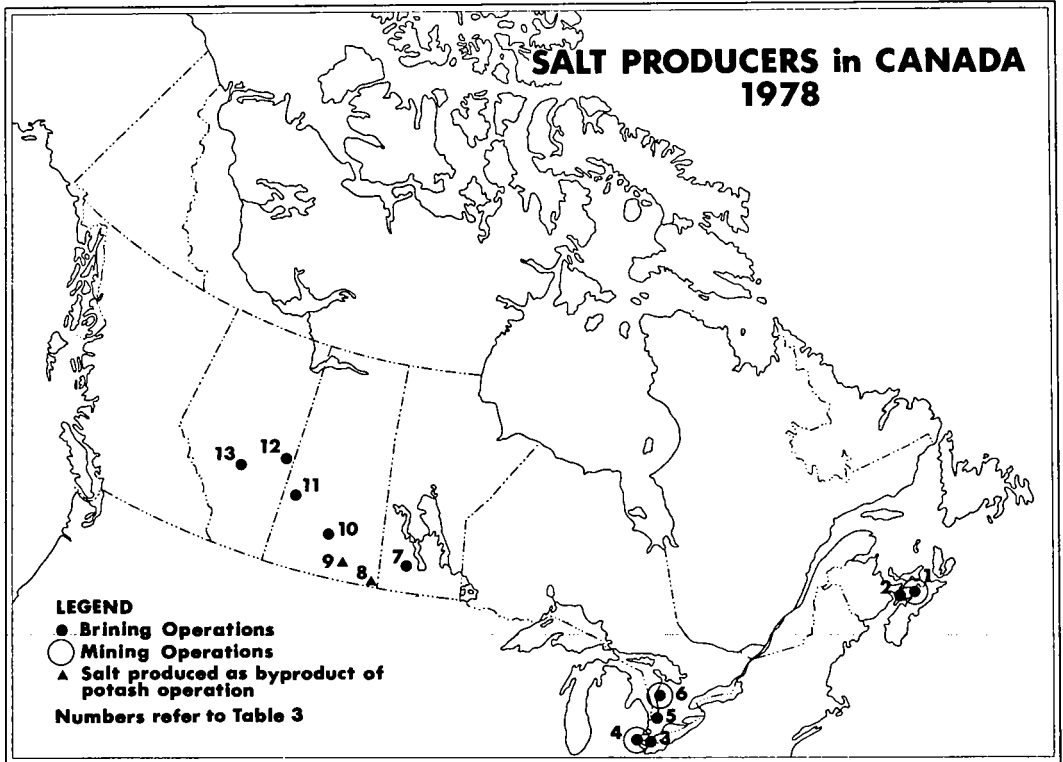 SALT PRODUCERS in CANADA
1978
13
12
11
10
9
8
7
2
1
6
5
4
3
LEGEND
Brining Operations
Mining Operations
Salt produced as byproduct of
potash operation
Numbers refer to Table 3